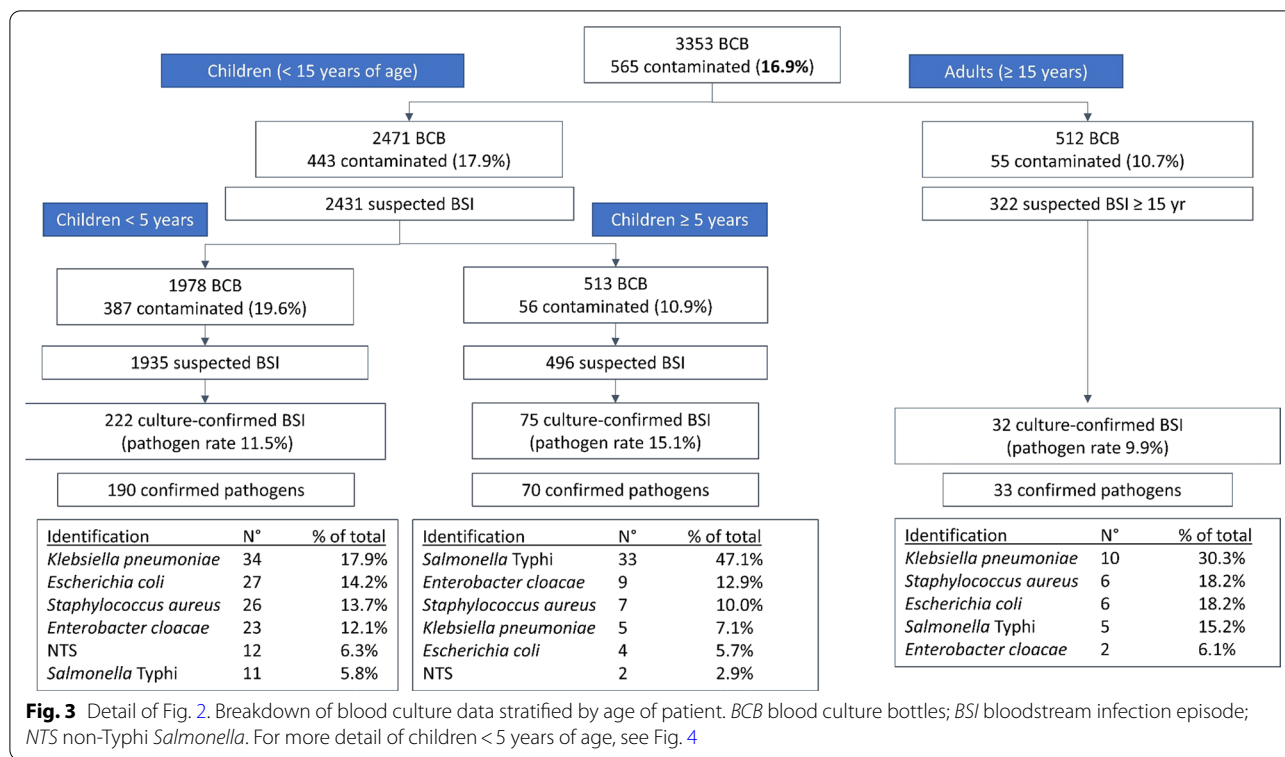 3353 BCB
565 contaminated (16.9%)
Children (< 15 years of age)
Adults (≥ 15 years)
2471 BCB
443 contaminated (17.9%)
512 BCB
55 contaminated (10.7%)
2431 suspected BSI
322 suspected BSI ≥ 15 yr
Children < 5 years
Children ≥ 5 years
1978 BCB
387 contaminated (19.6%)
513 BCB
56 contaminated (10.9%)
1935 suspected BSI
496 suspected BSI
222 culture-confirmed BSI
(pathogen rate 11.5%)
75 culture-confirmed BSI
(pathogen rate 15.1%)
32 culture-confirmed BSI
(pathogen rate 9.9%)
190 confirmed pathogens
70 confirmed pathogens
33 confirmed pathogens
Identification N° % of total
Klebsiella pneumoniae 34 17.9%
Escherichia coli 27 14.2%
Staphylococcus aureus 26 13.7%
Enterobacter cloacae 23 12.1%
NTS 12 6.3%
Salmonella Typhi 11 5.8%
Identification N° % of total
Salmonella Typhi 33 47.1%
Enterobacter cloacae 9 12.9%
Staphylococcus aureus 7 10.0%
Klebsiella pneumoniae 5 7.1%
Escherichia coli 4 5.7%
NTS 2 2.9%
Identification N° % of total
Klebsiella pneumoniae 10 30.3%
Staphylococcus aureus 6 18.2%
Escherichia coli 6 18.2%
Salmonella Typhi 5 15.2%
Enterobacter cloacae 2 6.1%
Fig. 3 Detail of Fig. 2. Breakdown of blood culture data stratified by age of patient. BCB blood culture bottles; BSI bloodstream infection episode;
NTS non-Typhi Salmonella. For more detail of children < 5 years of age, see Fig. 4